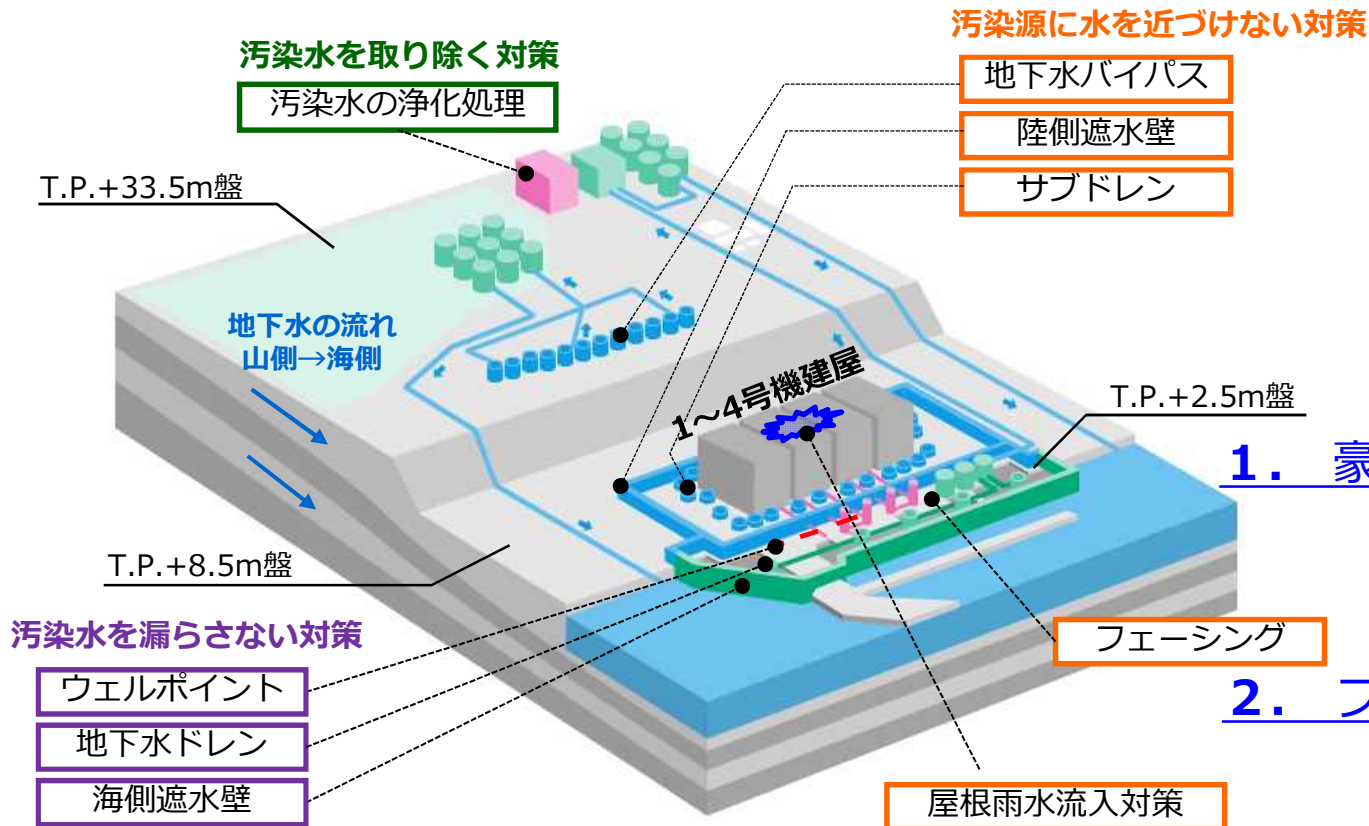 汚染源に水を近づけない対策
汚染水を取り除く対策
地下水バイパス
汚染水の浄化処理
陸側遮水壁
サブドレン
T.P.+33.5m盤
地下水の流れ
山側→海側
1～4号機建屋
T.P.+2.5m盤
1. 豪
T.P.+8.5m盤
汚染水を漏らさない対策
フェーシング
ウェルポイント
2. フ
地下水ドレン
海側遮水壁
屋根雨水流入対策